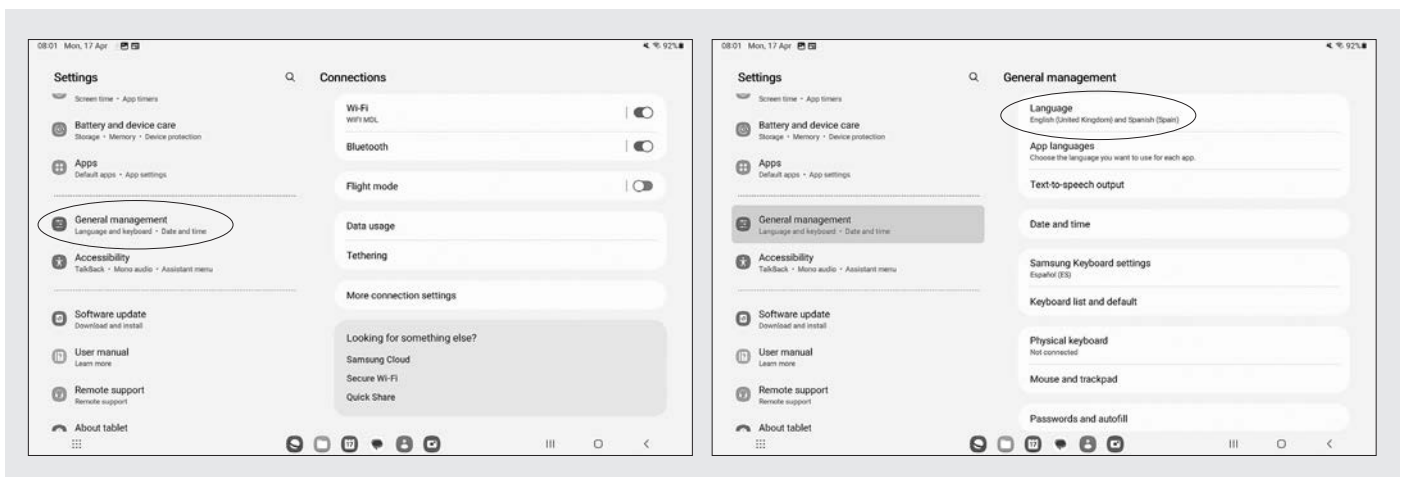 08:01 Mon, 17 Apr
92%
Settings
Screen time • App timers
Battery and device care
Storage • Memory • Device protection
Apps
Default apps • App settings
General management
Language and keyboard • Date and time
Accessibility
TalkBack • Mono audio • Assistant menu
Software update
Download and install
User manual
Learn more
Remote support
Remote support
About tablet
Connections
Wi-Fi
WIFI MDL
Bluetooth
Flight mode
Data usage
Tethering
More connection settings
Looking for something else?
Samsung Cloud
Secure Wi-Fi
Quick Share
17
08:01 Mon, 17 Apr
92%
Settings
Screen time • App timers
Battery and device care
Storage • Memory • Device protection
Apps
Default apps • App settings
General management
Language and keyboard • Date and time
Accessibility
TalkBack • Mono audio • Assistant menu
Software update
Download and install
User manual
Learn more
Remote support
Remote support
About tablet
General management
Language
English (United Kingdom) and Spanish (Spain)
App languages
Choose the language you want to use for each app.
Text-to-speech output
Date and time
Samsung Keyboard settings
Español (ES)
Keyboard list and default
Physical keyboard
Not connected
Mouse and trackpad
Passwords and autofill
17